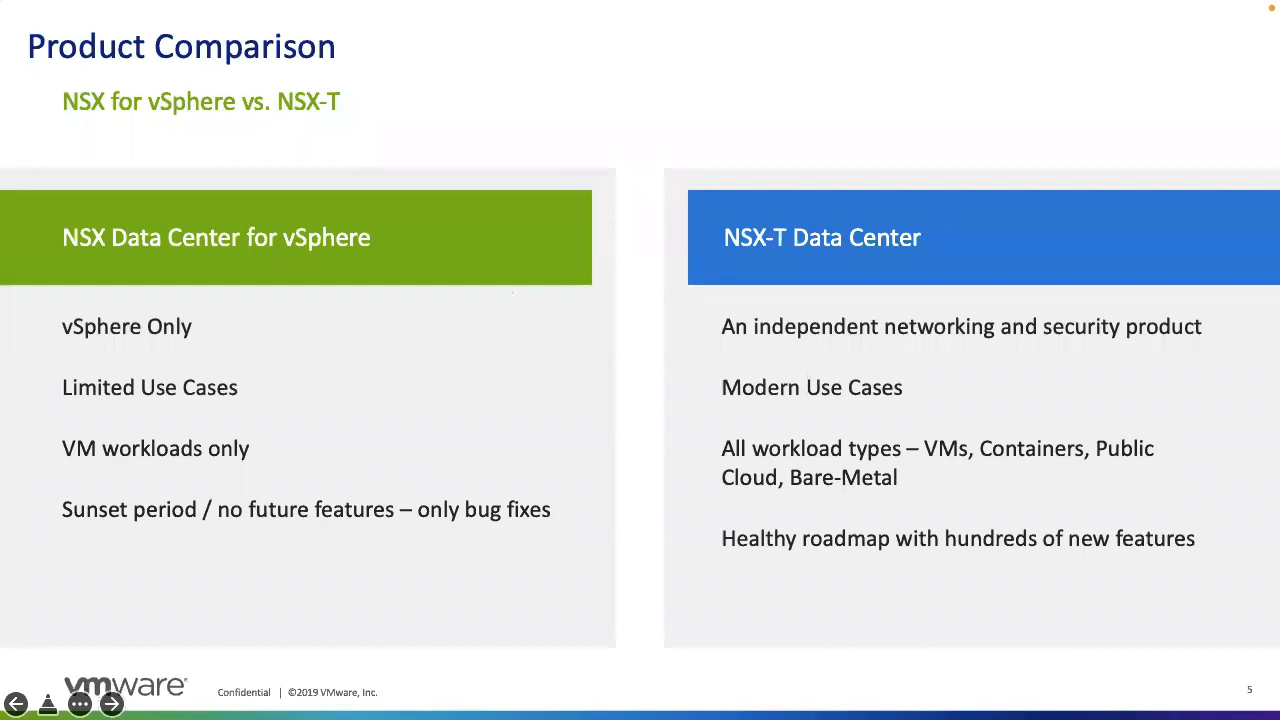 Product Comparison
NSX for vSphere vs. NSX-T
NSX Data Center for vSphere
vSphere Only
Limited Use Cases
VM workloads only
Sunset period / no future features – only bug fixes
NSX-T Data Center
An independent networking and security product
Modern Use Cases
All workload types – VMs, Containers, Public
Cloud, Bare-Metal
Healthy roadmap with hundreds of new features
vmware
Confidential | ©2019 VMware, Inc.
5